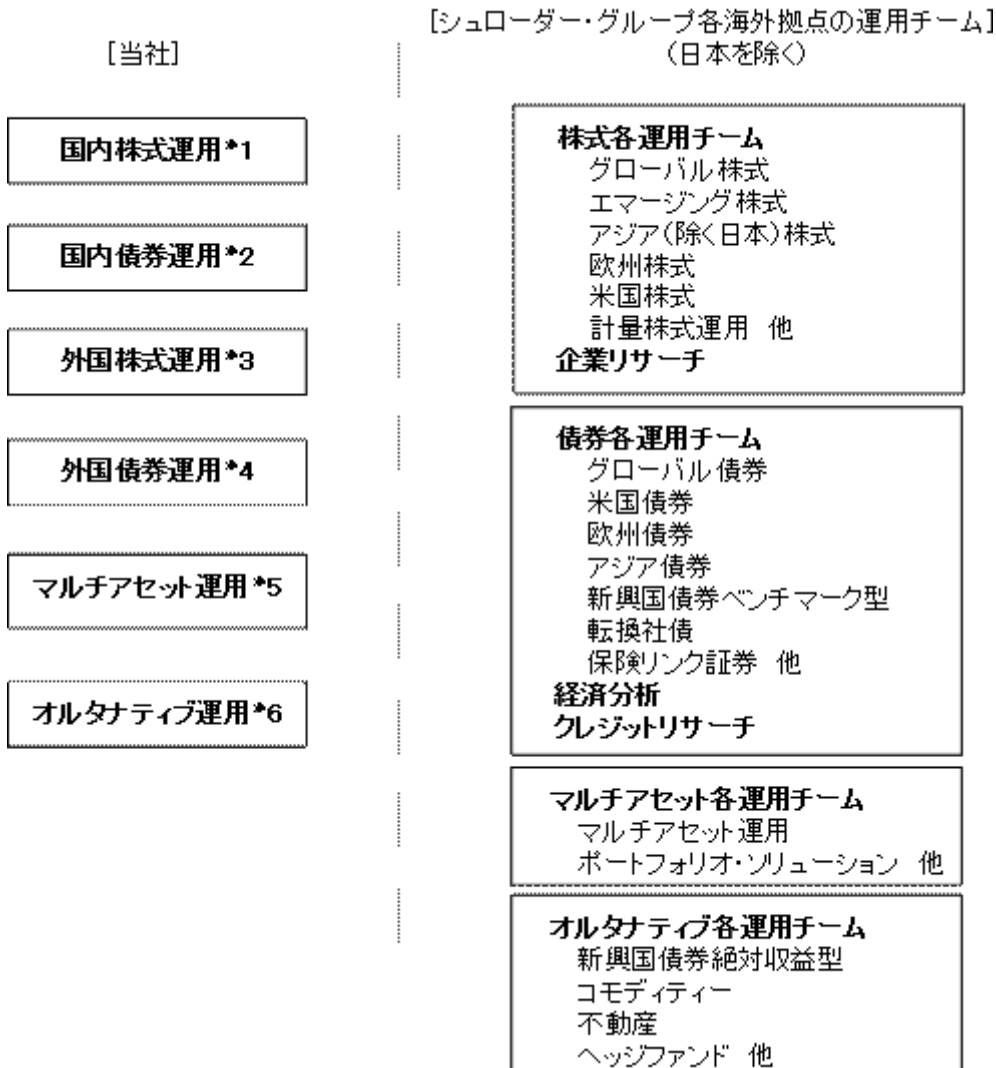 [当社]
国内株式運用*1
国内債券運用*2
外国株式運用*3
外国債券運用*4
マルチアセット運用*5
オルタナティブ運用*6
[シュローダー・グループ各海外拠点の運用チーム]
(日本を除く)
株式各運用チーム
グローバル株式
エマージング株式
アジア(除く日本)株式
欧州株式
米国株式
計量株式運用 他
企業リサーチ
債券各運用チーム
グローバル債券
米国債券
欧州債券
アジア債券
新興国債券ベンチマーク型
転換社債
保険リンク証券 他
経済分析
クレジットリサーチ
マルチアセット各運用チーム
マルチアセット運用
ポートフォリオ・ソリューション 他
オルタナティブ各運用チーム
新興国債券絶対収益型
コモディティー
不動産
ヘッジファンド 他